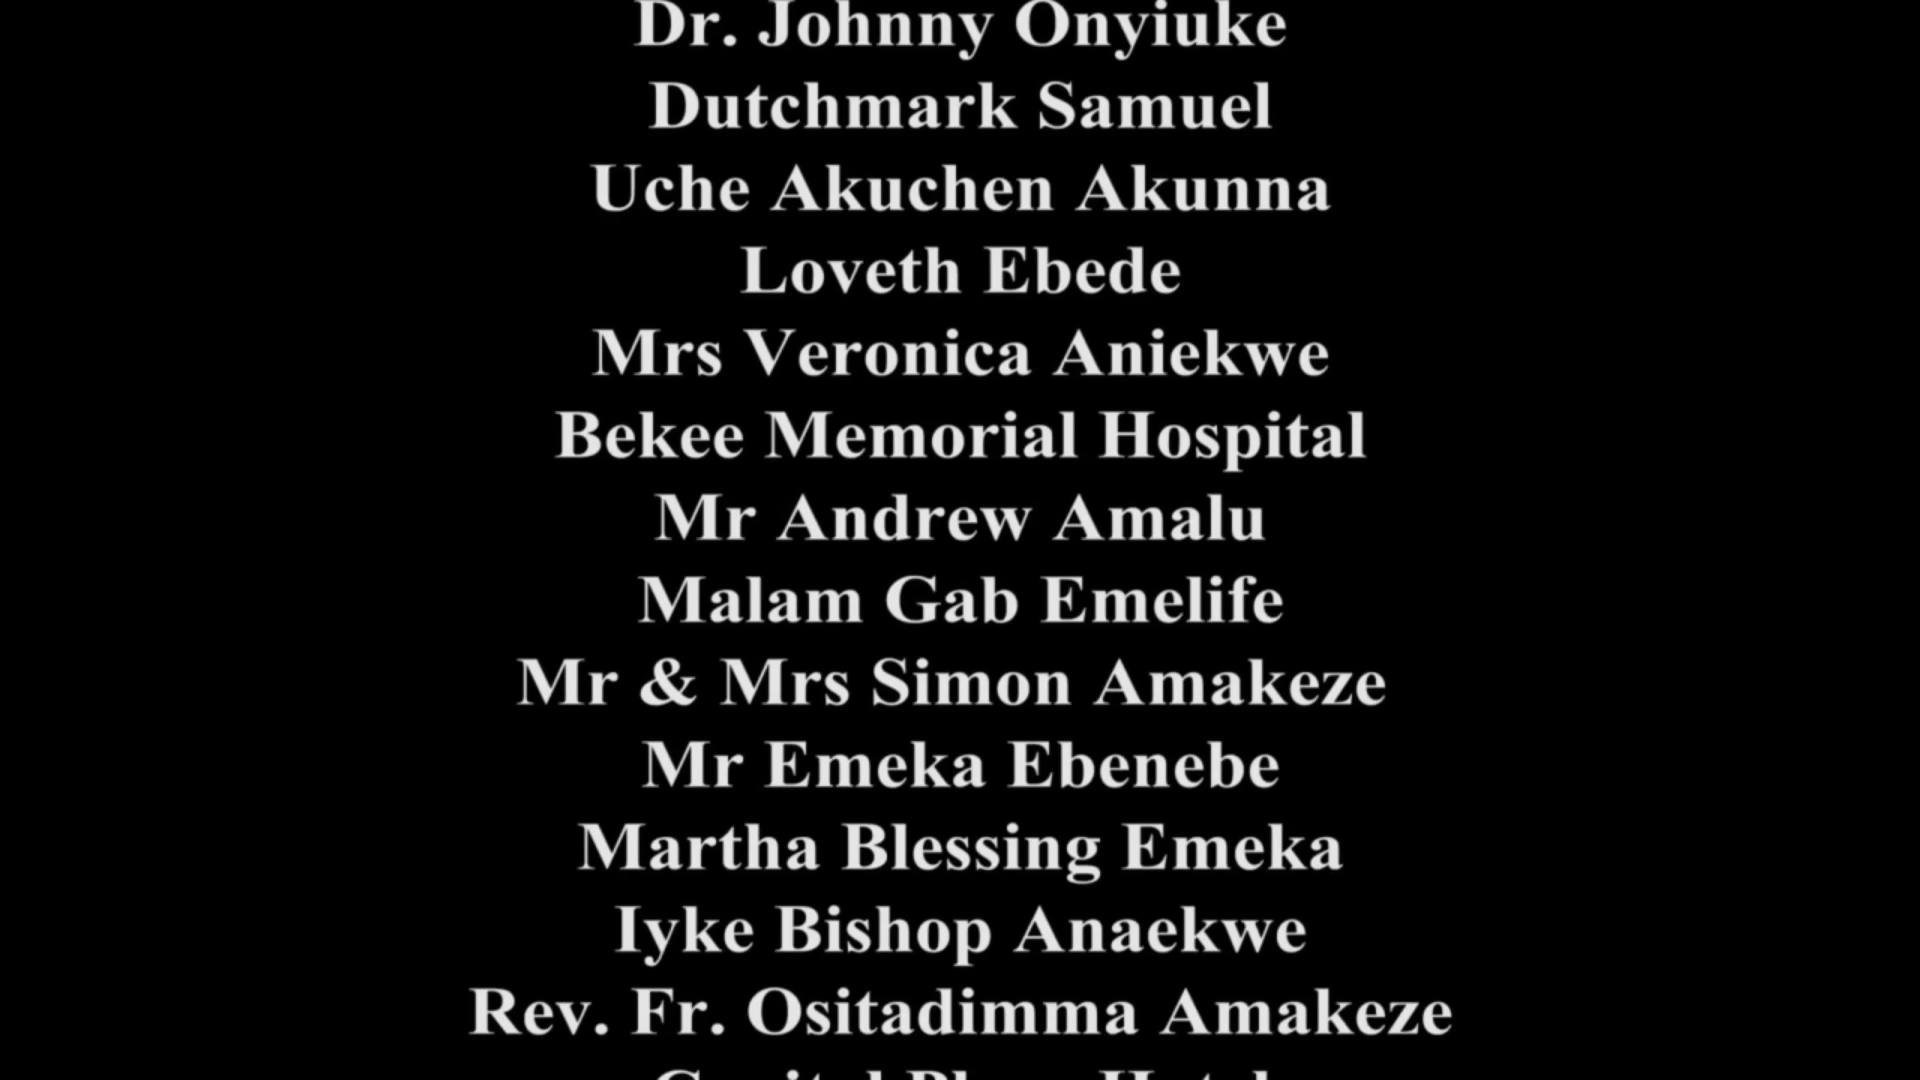 Dr. Johnny Onyiuke
Dutchmark Samuel
Uche Akuchen Akunna
Loveth Ebede
Mrs Veronica Aniekwe
Bekee Memorial Hospital
Mr Andrew Amalu
Malam Gab Emelife
Mr & Mrs Simon Amakeze
Mr Emeka Ebenebe
Martha Blessing Emeka
Iyke Bishop Anaekwe
Rev. Fr. Ositadimma Amakeze